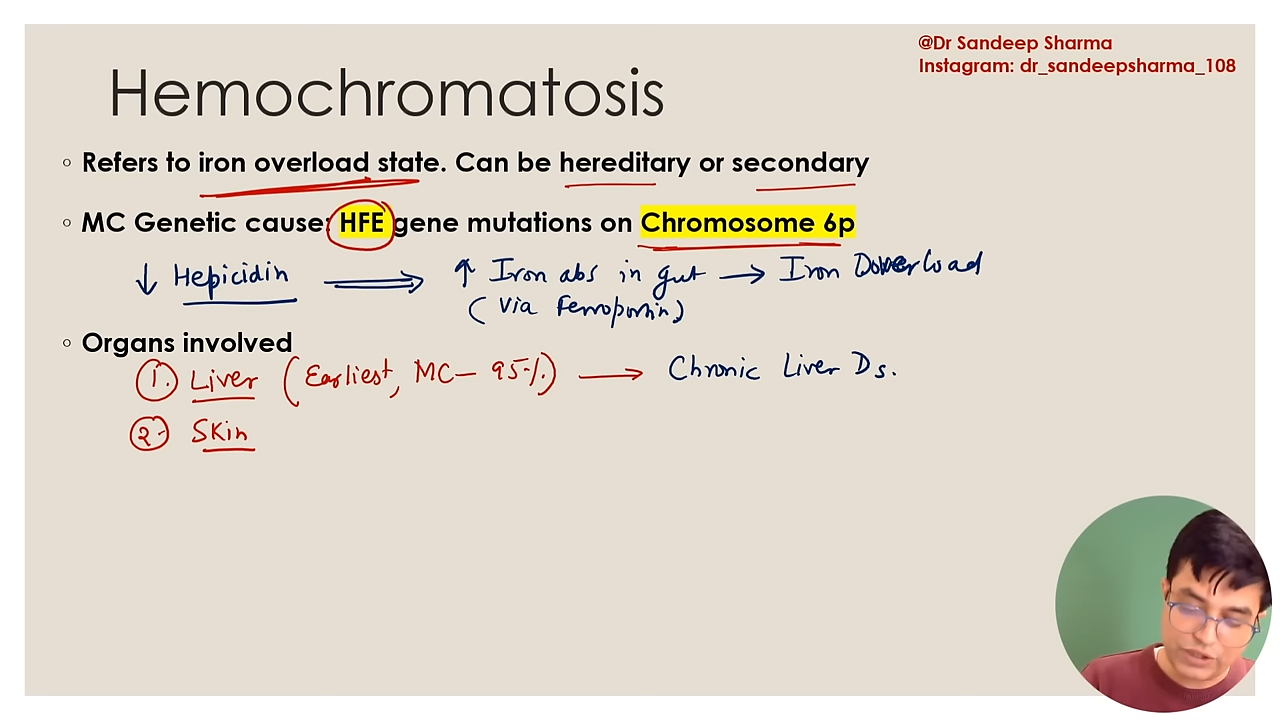 @Dr Sandeep Sharma
Instagram: dr_sandeepsharma_108
Hemochromatosis
◦ Refers to iron overload state. Can be hereditary or secondary
◦ MC Genetic cause: HFE gene mutations on Chromosome 6p
↓ Hepicidin ⟹ ↑ Iron abs in gut → Iron Overload
(via Ferroportin)
◦ Organs involved
1. Liver (Earliest, MC – 95%) → Chronic Liver Ds.
2. Skin